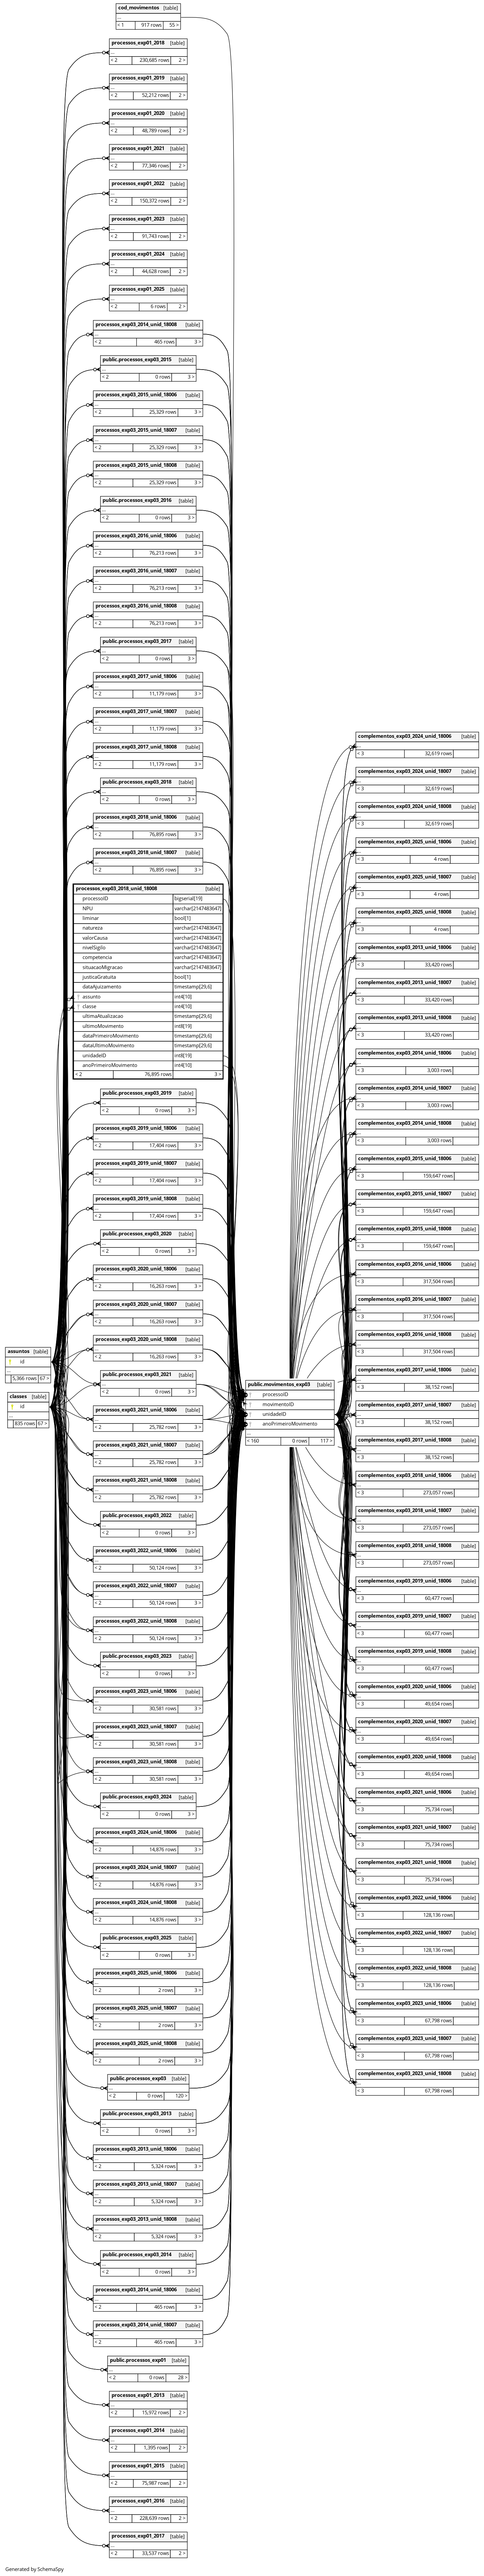 cod_movimentos [table]
...
< 1 917 rows 55 >
processos_exp01_2018 [table]
...
< 2 230,685 rows 2 >
processos_exp01_2019 [table]
...
< 2 52,212 rows 2 >
processos_exp01_2020 [table]
...
< 2 48,789 rows 2 >
processos_exp01_2021 [table]
...
< 2 77,346 rows 2 >
processos_exp01_2022 [table]
...
< 2 150,372 rows 2 >
processos_exp01_2023 [table]
...
< 2 91,743 rows 2 >
processos_exp01_2024 [table]
...
< 2 44,628 rows 2 >
processos_exp01_2025 [table]
...
< 2 6 rows 2 >
processos_exp03_2014_unid_18008 [table]
...
< 2 465 rows 3 >
public.processos_exp03_2015 [table]
...
< 2 0 rows 3 >
processos_exp03_2015_unid_18006 [table]
...
< 2 25,329 rows 3 >
processos_exp03_2015_unid_18007 [table]
...
< 2 25,329 rows 3 >
processos_exp03_2015_unid_18008 [table]
...
< 2 25,329 rows 3 >
public.processos_exp03_2016 [table]
...
< 2 0 rows 3 >
processos_exp03_2016_unid_18006 [table]
...
< 2 76,213 rows 3 >
processos_exp03_2016_unid_18007 [table]
...
< 2 76,213 rows 3 >
processos_exp03_2016_unid_18008 [table]
...
< 2 76,213 rows 3 >
public.processos_exp03_2017 [table]
...
< 2 0 rows 3 >
processos_exp03_2017_unid_18006 [table]
...
< 2 11,179 rows 3 >
processos_exp03_2017_unid_18007 [table]
...
< 2 11,179 rows 3 >
processos_exp03_2017_unid_18008 [table]
...
< 2 11,179 rows 3 >
public.processos_exp03_2018 [table]
...
< 2 0 rows 3 >
processos_exp03_2018_unid_18006 [table]
...
< 2 76,895 rows 3 >
processos_exp03_2018_unid_18007 [table]
...
< 2 76,895 rows 3 >
processos_exp03_2018_unid_18008 [table]
processoID bigserial[19]
NPU varchar[2147483647]
liminar bool[1]
natureza varchar[2147483647]
valorCausa varchar[2147483647]
nivelSigilo varchar[2147483647]
competencia varchar[2147483647]
situacaoMigracao varchar[2147483647]
justicaGratuita bool[1]
dataAjuizamento timestamp[29,6]
assunto int4[10]
classe int4[10]
ultimaAtualizacao timestamp[29,6]
ultimoMovimento int8[19]
dataPrimeiroMovimento timestamp[29,6]
dataUltimoMovimento timestamp[29,6]
unidadeID int8[19]
anoPrimeiroMovimento int4[10]
< 2 76,895 rows 3 >
public.processos_exp03_2019 [table]
...
< 2 0 rows 3 >
processos_exp03_2019_unid_18006 [table]
...
< 2 17,404 rows 3 >
processos_exp03_2019_unid_18007 [table]
...
< 2 17,404 rows 3 >
processos_exp03_2019_unid_18008 [table]
...
< 2 17,404 rows 3 >
public.processos_exp03_2020 [table]
...
< 2 0 rows 3 >
processos_exp03_2020_unid_18006 [table]
...
< 2 16,263 rows 3 >
processos_exp03_2020_unid_18007 [table]
...
< 2 16,263 rows 3 >
processos_exp03_2020_unid_18008 [table]
...
< 2 16,263 rows 3 >
public.processos_exp03_2021 [table]
...
< 2 0 rows 3 >
processos_exp03_2021_unid_18006 [table]
...
< 2 25,782 rows 3 >
processos_exp03_2021_unid_18007 [table]
...
< 2 25,782 rows 3 >
processos_exp03_2021_unid_18008 [table]
...
< 2 25,782 rows 3 >
public.processos_exp03_2022 [table]
...
< 2 0 rows 3 >
processos_exp03_2022_unid_18006 [table]
...
< 2 50,124 rows 3 >
processos_exp03_2022_unid_18007 [table]
...
< 2 50,124 rows 3 >
processos_exp03_2022_unid_18008 [table]
...
< 2 50,124 rows 3 >
public.processos_exp03_2023 [table]
...
< 2 0 rows 3 >
processos_exp03_2023_unid_18006 [table]
...
< 2 30,581 rows 3 >
processos_exp03_2023_unid_18007 [table]
...
< 2 30,581 rows 3 >
processos_exp03_2023_unid_18008 [table]
...
< 2 30,581 rows 3 >
public.processos_exp03_2024 [table]
...
< 2 0 rows 3 >
processos_exp03_2024_unid_18006 [table]
...
< 2 14,876 rows 3 >
processos_exp03_2024_unid_18007 [table]
...
< 2 14,876 rows 3 >
processos_exp03_2024_unid_18008 [table]
...
< 2 14,876 rows 3 >
public.processos_exp03_2025 [table]
...
< 2 0 rows 3 >
processos_exp03_2025_unid_18006 [table]
...
< 2 2 rows 3 >
processos_exp03_2025_unid_18007 [table]
...
< 2 2 rows 3 >
processos_exp03_2025_unid_18008 [table]
...
< 2 2 rows 3 >
public.processos_exp03 [table]
...
< 2 0 rows 120 >
public.processos_exp03_2013 [table]
...
< 2 0 rows 3 >
processos_exp03_2013_unid_18006 [table]
...
< 2 5,324 rows 3 >
processos_exp03_2013_unid_18007 [table]
...
< 2 5,324 rows 3 >
processos_exp03_2013_unid_18008 [table]
...
< 2 5,324 rows 3 >
public.processos_exp03_2014 [table]
...
< 2 0 rows 3 >
processos_exp03_2014_unid_18006 [table]
...
< 2 465 rows 3 >
processos_exp03_2014_unid_18007 [table]
...
< 2 465 rows 3 >
public.processos_exp01 [table]
...
< 2 0 rows 28 >
processos_exp01_2013 [table]
...
< 2 15,972 rows 2 >
processos_exp01_2014 [table]
...
< 2 1,395 rows 2 >
processos_exp01_2015 [table]
...
< 2 75,987 rows 2 >
processos_exp01_2016 [table]
...
< 2 228,639 rows 2 >
processos_exp01_2017 [table]
...
< 2 33,537 rows 2 >
assuntos [table]
id
...
5,366 rows 67 >
classes [table]
id
...
835 rows 67 >
public.movimentos_exp03 [table]
processoID
movimentoID
unidadeID
anoPrimeiroMovimento
...
< 160 0 rows 117 >
complementos_exp03_2024_unid_18006 [table]
...
< 3 32,619 rows
complementos_exp03_2024_unid_18007 [table]
...
< 3 32,619 rows
complementos_exp03_2024_unid_18008 [table]
...
< 3 32,619 rows
complementos_exp03_2025_unid_18006 [table]
...
< 3 4 rows
complementos_exp03_2025_unid_18007 [table]
...
< 3 4 rows
complementos_exp03_2025_unid_18008 [table]
...
< 3 4 rows
complementos_exp03_2013_unid_18006 [table]
...
< 3 33,420 rows
complementos_exp03_2013_unid_18007 [table]
...
< 3 33,420 rows
complementos_exp03_2013_unid_18008 [table]
...
< 3 33,420 rows
complementos_exp03_2014_unid_18006 [table]
...
< 3 3,003 rows
complementos_exp03_2014_unid_18007 [table]
...
< 3 3,003 rows
complementos_exp03_2014_unid_18008 [table]
...
< 3 3,003 rows
complementos_exp03_2015_unid_18006 [table]
...
< 3 159,647 rows
complementos_exp03_2015_unid_18007 [table]
...
< 3 159,647 rows
complementos_exp03_2015_unid_18008 [table]
...
< 3 159,647 rows
complementos_exp03_2016_unid_18006 [table]
...
< 3 317,504 rows
complementos_exp03_2016_unid_18007 [table]
...
< 3 317,504 rows
complementos_exp03_2016_unid_18008 [table]
...
< 3 317,504 rows
complementos_exp03_2017_unid_18006 [table]
...
< 3 38,152 rows
complementos_exp03_2017_unid_18007 [table]
...
< 3 38,152 rows
complementos_exp03_2017_unid_18008 [table]
...
< 3 38,152 rows
complementos_exp03_2018_unid_18006 [table]
...
< 3 273,057 rows
complementos_exp03_2018_unid_18007 [table]
...
< 3 273,057 rows
complementos_exp03_2018_unid_18008 [table]
...
< 3 273,057 rows
complementos_exp03_2019_unid_18006 [table]
...
< 3 60,477 rows
complementos_exp03_2019_unid_18007 [table]
...
< 3 60,477 rows
complementos_exp03_2019_unid_18008 [table]
...
< 3 60,477 rows
complementos_exp03_2020_unid_18006 [table]
...
< 3 49,654 rows
complementos_exp03_2020_unid_18007 [table]
...
< 3 49,654 rows
complementos_exp03_2020_unid_18008 [table]
...
< 3 49,654 rows
complementos_exp03_2021_unid_18006 [table]
...
< 3 75,734 rows
complementos_exp03_2021_unid_18007 [table]
...
< 3 75,734 rows
complementos_exp03_2021_unid_18008 [table]
...
< 3 75,734 rows
complementos_exp03_2022_unid_18006 [table]
...
< 3 128,136 rows
complementos_exp03_2022_unid_18007 [table]
...
< 3 128,136 rows
complementos_exp03_2022_unid_18008 [table]
...
< 3 128,136 rows
complementos_exp03_2023_unid_18006 [table]
...
< 3 67,798 rows
complementos_exp03_2023_unid_18007 [table]
...
< 3 67,798 rows
complementos_exp03_2023_unid_18008 [table]
...
< 3 67,798 rows
Generated by SchemaSpy